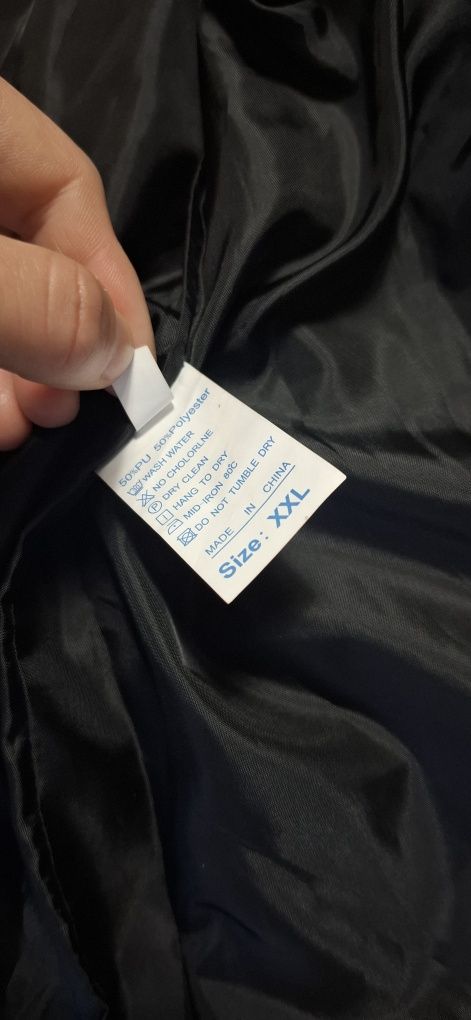 50%PU 50%Polyester
WASH WATER
NO CHOLORLNE
DRY CLEAN
HANG TO DRY
MID-IRON 80℃
DO NOT TUMBLE DRY
MADE IN CHINA
Size: XXL